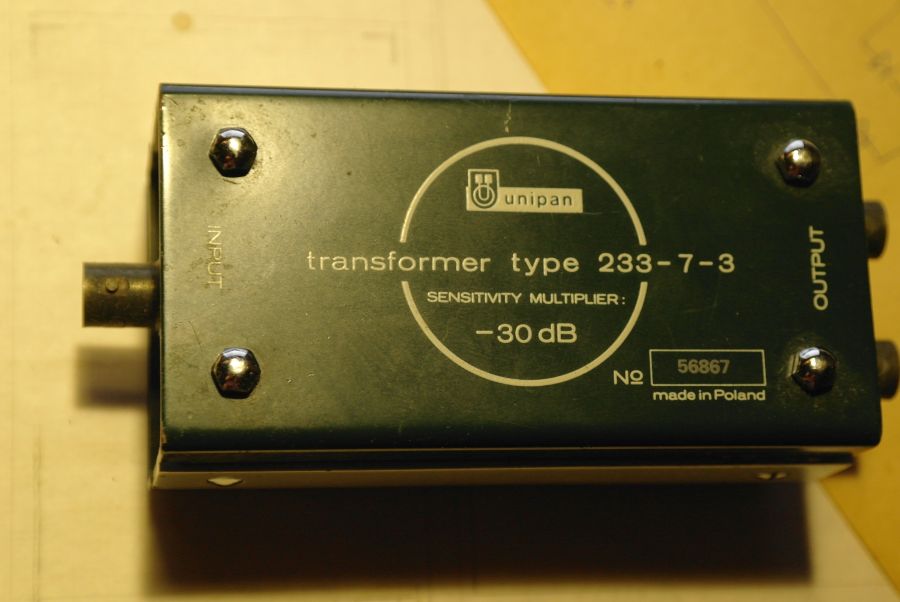 unipan
INPUT
transformer type 233-7-3
OUTPUT
SENSITIVITY MULTIPLIER:
-30 dB
No 56867
made in Poland